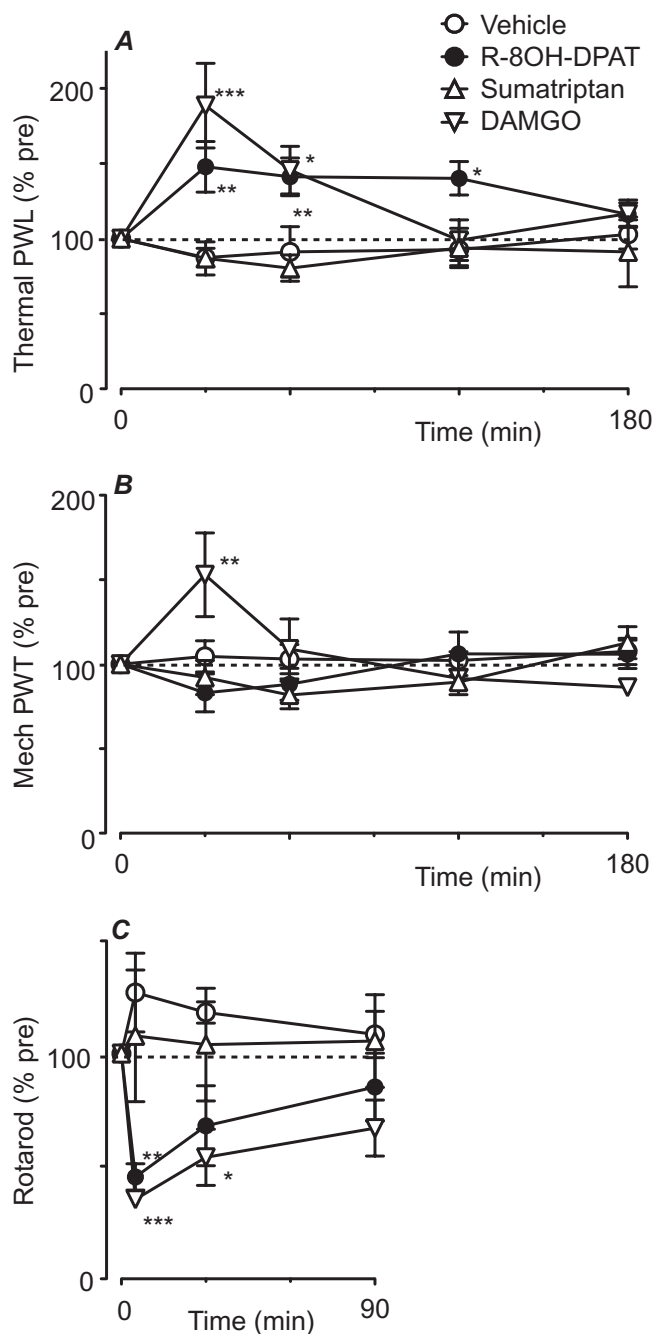 A
Vehicle
R-8OH-DPAT
Sumatriptan
DAMGO
200
***
*
*
**
**
100
Thermal PWL (% pre)
0
0
180
Time (min)
B
200
**
100
Mech PWT (% pre)
0
0
180
Time (min)
C
100
Rotarod (% pre)
**
*
***
0
0
90
Time (min)